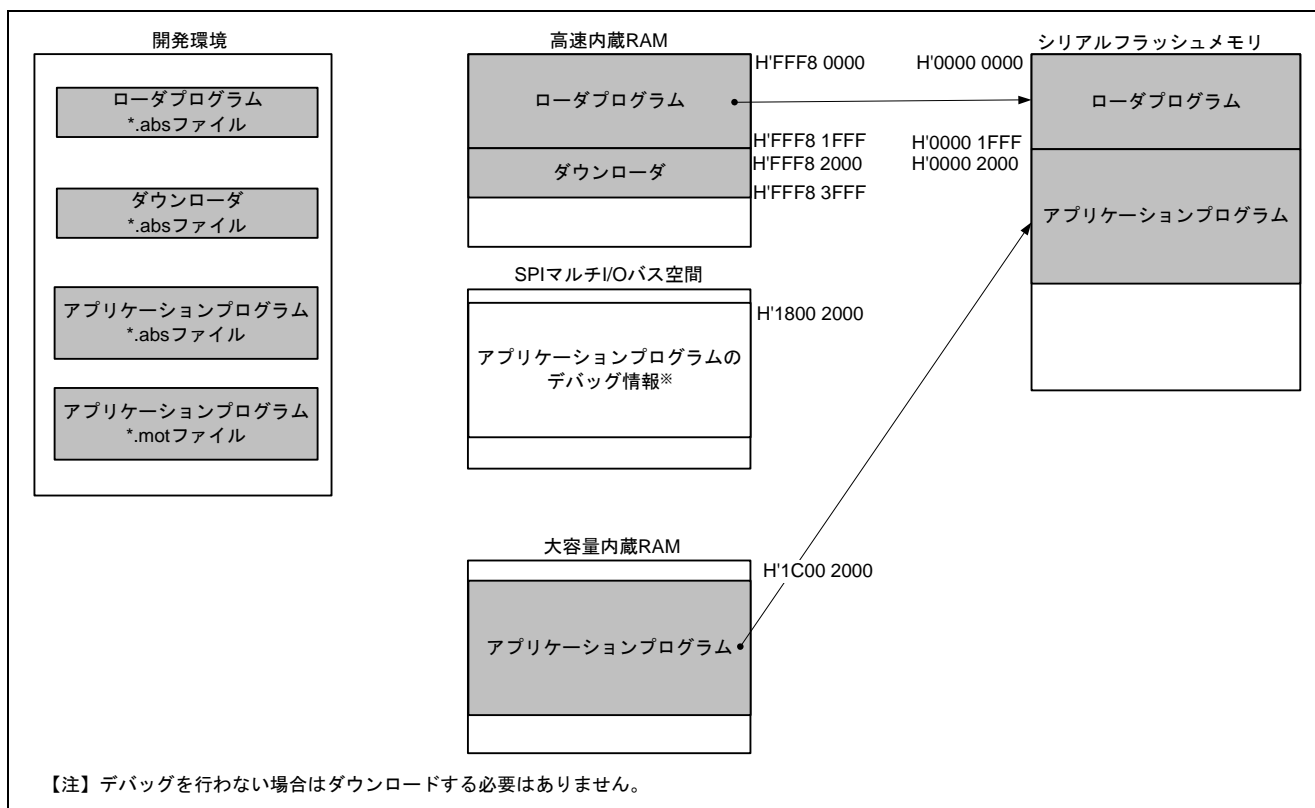 開発環境
ローダプログラム
*.absファイル
ダウンローダ
*.absファイル
アプリケーションプログラム
*.absファイル
アプリケーションプログラム
*.motファイル
高速内蔵RAM
H'FFF8 0000
ローダプログラム
H'FFF8 1FFF
H'FFF8 2000
ダウンローダ
H'FFF8 3FFF
SPIマルチI/Oバス空間
H'1800 2000
アプリケーションプログラムの
デバッグ情報※
大容量内蔵RAM
H'1C00 2000
アプリケーションプログラム
シリアルフラッシュメモリ
H'0000 0000
ローダプログラム
H'0000 1FFF
H'0000 2000
アプリケーションプログラム
【注】デバッグを行わない場合はダウンロードする必要はありません。